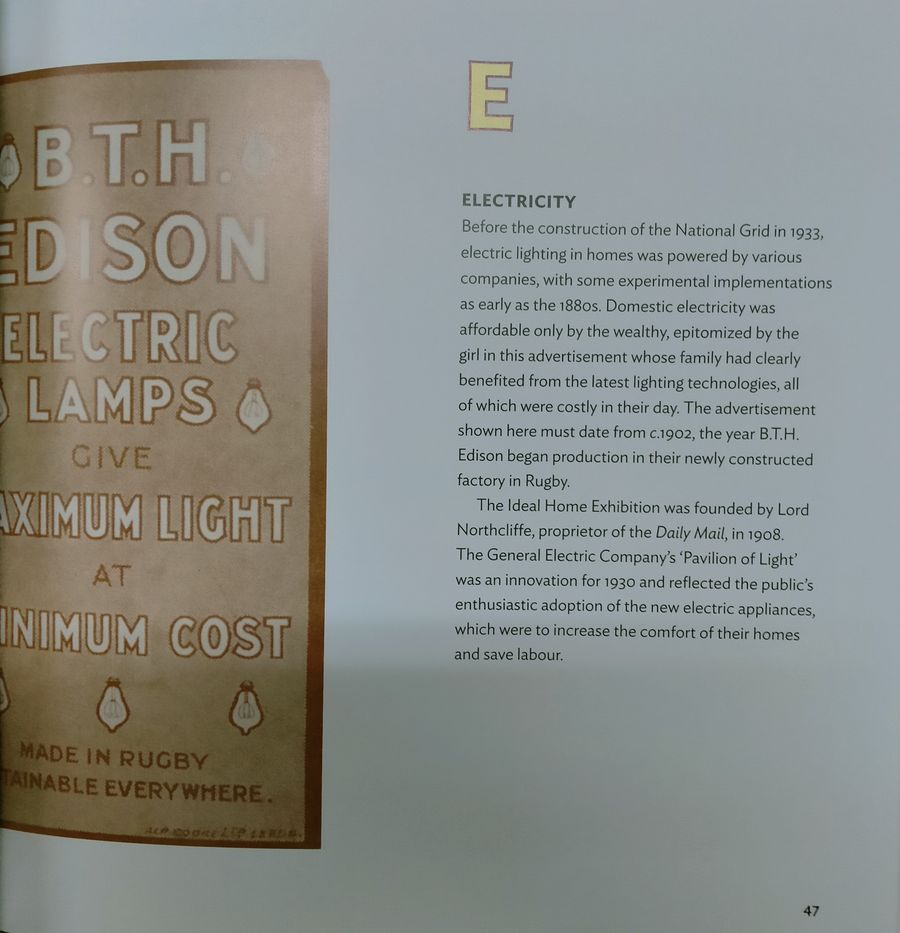 B.T.H.
EDISON
ELECTRIC
LAMPS
GIVE
AXIMUM LIGHT
AT
INIMUM COST
MADE IN RUGBY
TAINABLE EVERYWHERE.
E
ELECTRICITY
Before the construction of the National Grid in 1933,
electric lighting in homes was powered by various
companies, with some experimental implementations
as early as the 1880s. Domestic electricity was
affordable only by the wealthy, epitomized by the
girl in this advertisement whose family had clearly
benefited from the latest lighting technologies, all
of which were costly in their day. The advertisement
shown here must date from c.1902, the year B.T.H.
Edison began production in their newly constructed
factory in Rugby.
The Ideal Home Exhibition was founded by Lord
Northcliffe, proprietor of the Daily Mail, in 1908.
The General Electric Company's ‘Pavilion of Light’
was an innovation for 1930 and reflected the public's
enthusiastic adoption of the new electric appliances,
which were to increase the comfort of their homes
and save labour.
47